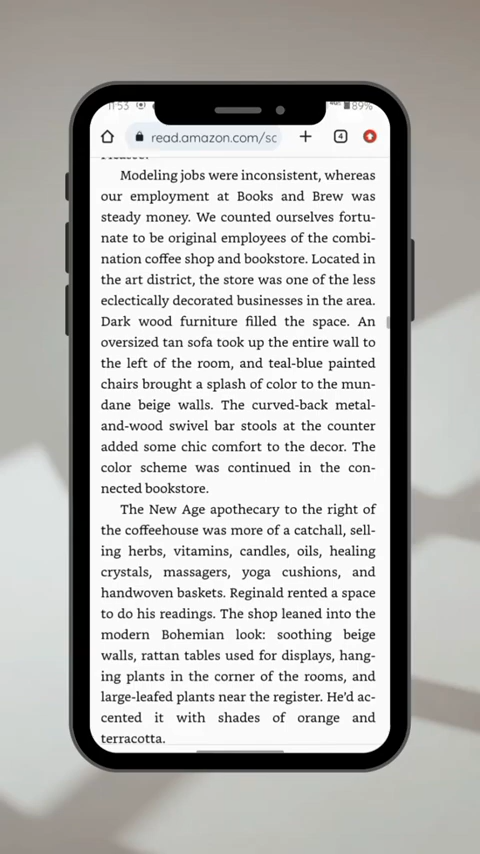 11:53
89%
read.amazon.com/sc
4
Modeling jobs were inconsistent, whereas
our employment at Books and Brew was
steady money. We counted ourselves fortu-
nate to be original employees of the combi-
nation coffee shop and bookstore. Located in
the art district, the store was one of the less
eclectically decorated businesses in the area.
Dark wood furniture filled the space. An
oversized tan sofa took up the entire wall to
the left of the room, and teal-blue painted
chairs brought a splash of color to the mun-
dane beige walls. The curved-back metal-
and-wood swivel bar stools at the counter
added some chic comfort to the decor. The
color scheme was continued in the con-
nected bookstore.
The New Age apothecary to the right of
the coffeehouse was more of a catchall, sell-
ing herbs, vitamins, candles, oils, healing
crystals, massagers, yoga cushions, and
handwoven baskets. Reginald rented a space
to do his readings. The shop leaned into the
modern Bohemian look: soothing beige
walls, rattan tables used for displays, hang-
ing plants in the corner of the rooms, and
large-leafed plants near the register. He'd ac-
cented it with shades of orange and
terracotta.